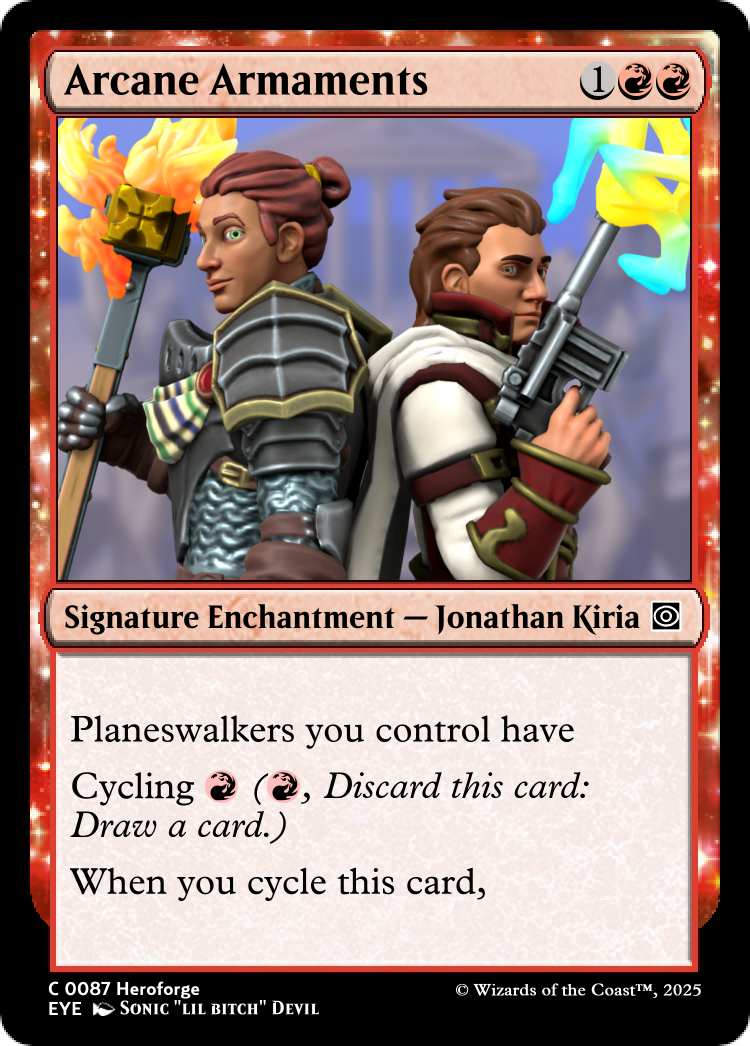 Arcane Armaments 1
Signature Enchantment — Jonathan Kiria
Planeswalkers you control have
Cycling (, Discard this card:
Draw a card.)
When you cycle this card,
C 0087 Heroforge
© Wizards of the Coast™, 2025
EYE Sonic "lil bitch" Devil